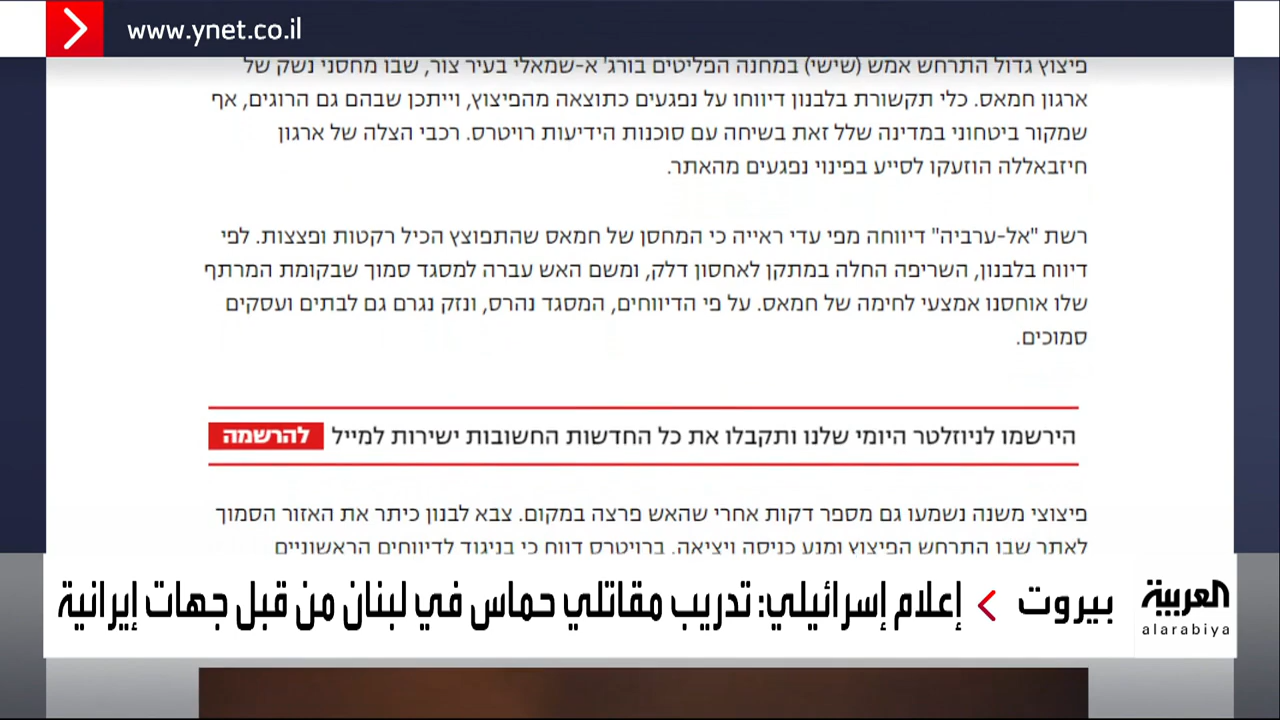 www.ynet.co.il
פיצוץ גדול התרחש אמש (שישי) במחנה הפליטים בורג' א-שמאלי בעיר צור, שבו מחסני נשק של
ארגון חמאס. כלי תקשורת בלבנון דיווחו על נפגעים כתוצאה מהפיצוץ, וייתכן שבהם גם הרוגים, אף
שמקור ביטחוני במדינה שלל זאת בשיחה עם סוכנות הידיעות רויטרס. רכבי הצלה של ארגון
חיזבאללה הוזעקו לסייע בפינוי נפגעים מהאתר.
רשת "אל-ערביה" דיווחה מפי עדי ראייה כי המחסן של חמאס שהתפוצץ הכיל רקטות ופצצות. לפי
דיווח בלבנון, השריפה החלה במתקן לאחסון דלק, ומשם האש עברה למסגד סמוך שבקומת המרתף
שלו אוחסנו אמצעי לחימה של חמאס. על פי הדיווחים, המסגד נהרס, ונזק נגרם גם לבתים ועסקים
סמוכים.
הירשמו לניוזלטר היומי שלנו ותקבלו את כל החדשות החשובות ישירות למייל להרשמה
פיצוצי משנה נשמעו גם מספר דקות אחרי שהאש פרצה במקום. צבא לבנון כיתר את האזור הסמוך
לאתר שבו התרחש הפיצוץ ומנע כניסה ויציאה. ברויטרס דווח כי בניגוד לדיווחים הראשוניים
العربية
alarabiya
بيروت
إعلام إسرائيلي: تدريب مقاتلي حماس في لبنان من قبل جهات إيرانية